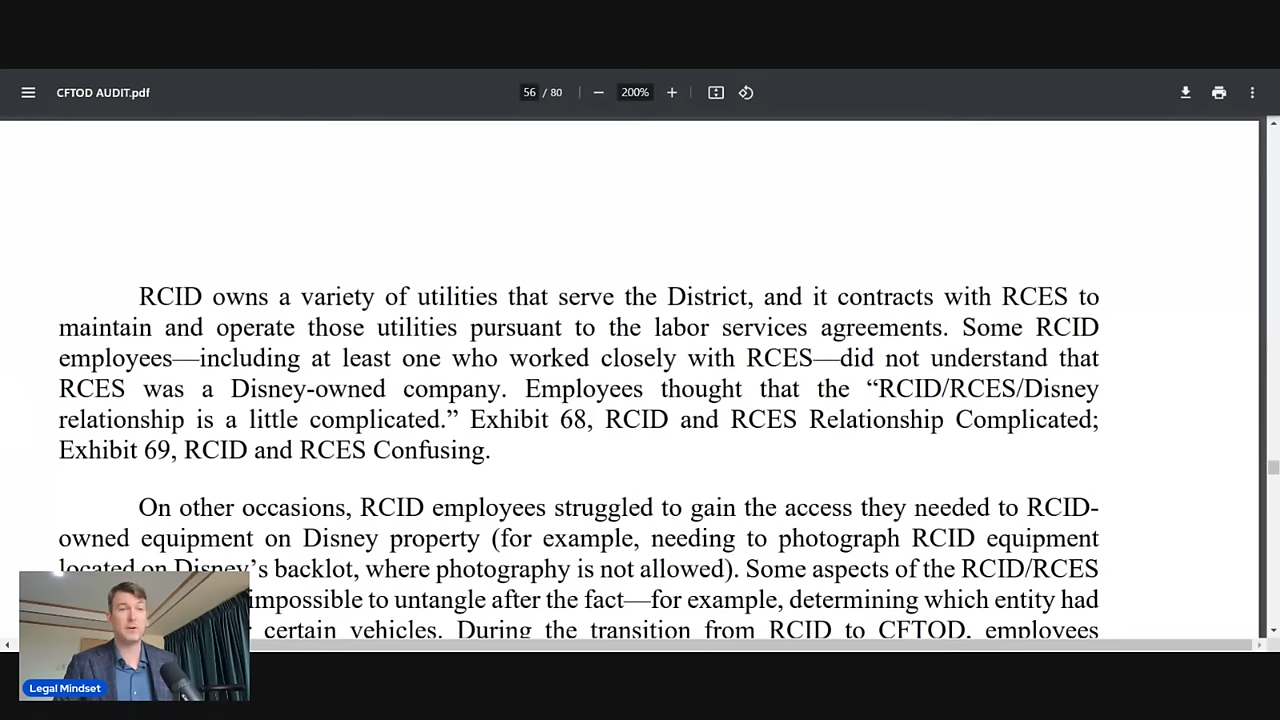 CFTOD AUDIT.pdf
56 / 80
200%
RCID owns a variety of utilities that serve the District, and it contracts with RCES to
maintain and operate those utilities pursuant to the labor services agreements. Some RCID
employees—including at least one who worked closely with RCES—did not understand that
RCES was a Disney-owned company. Employees thought that the “RCID/RCES/Disney
relationship is a little complicated.” Exhibit 68, RCID and RCES Relationship Complicated;
Exhibit 69, RCID and RCES Confusing.
On other occasions, RCID employees struggled to gain the access they needed to RCID-
owned equipment on Disney property (for example, needing to photograph RCID equipment
located on Disney’s backlot, where photography is not allowed). Some aspects of the RCID/RCES
impossible to untangle after the fact—for example, determining which entity had
certain vehicles. During the transition from RCID to CFTOD, employees
Legal Mindset